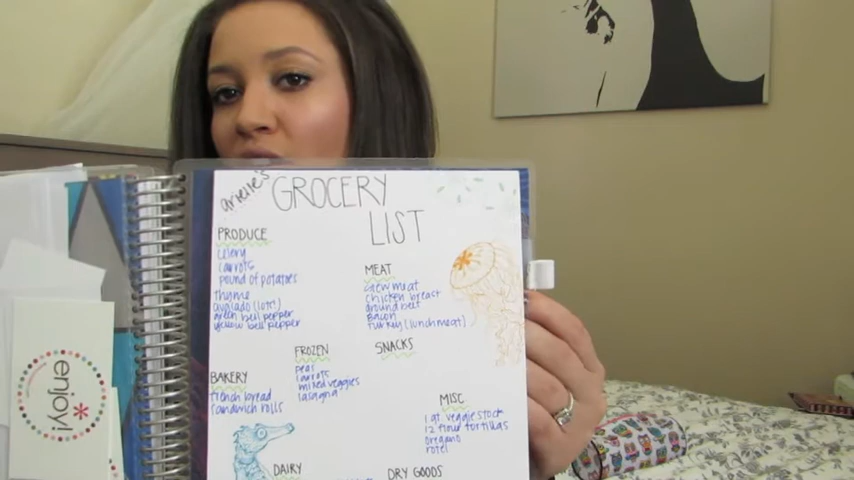 arielle's GROCERY
LIST
PRODUCE
celery
carrots
pound of potatoes
thyme
avocado (lots!)
green bell pepper
yellow bell pepper
MEAT
stew meat
chicken breast
ground beef
bacon
turkey (lunchmeat)
FROZEN
peas
carrots
mixed veggies
lasagna
SNACKS
BAKERY
french bread
sandwich rolls
MISC
1 qt. veggie stock
12 flour tortillas
oregano
rotel
DAIRY
DRY GOODS
enjoy!